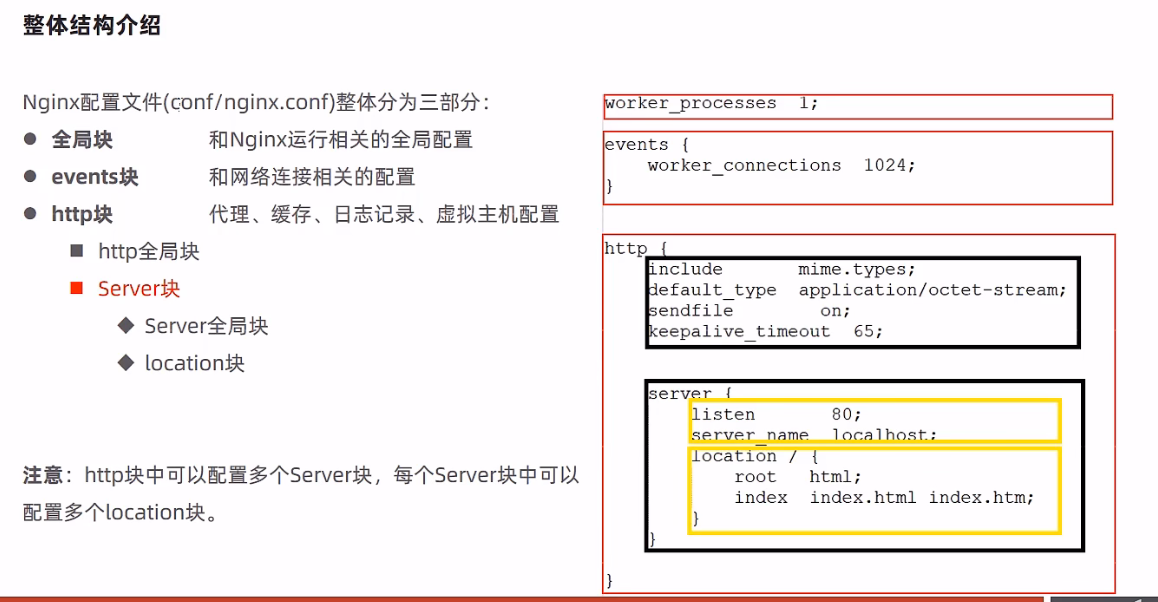 整体结构介绍
Nginx配置文件(conf/nginx.conf)整体分为三部分：
● 全局块 和Nginx运行相关的全局配置
● events块 和网络连接相关的配置
● http块 代理、缓存、日志记录、虚拟主机配置
■ http全局块
■ Server块
◆ Server全局块
◆ location块
注意：http块中可以配置多个Server块，每个Server块中可以
配置多个location块。
worker_processes  1;
events {
    worker_connections  1024;
}
http {
    include       mime.types;
    default_type  application/octet-stream;
    sendfile        on;
    keepalive_timeout  65;
    server {
        listen       80;
        server_name  localhost;
        location / {
            root   html;
            index  index.html index.htm;
        }
    }
}